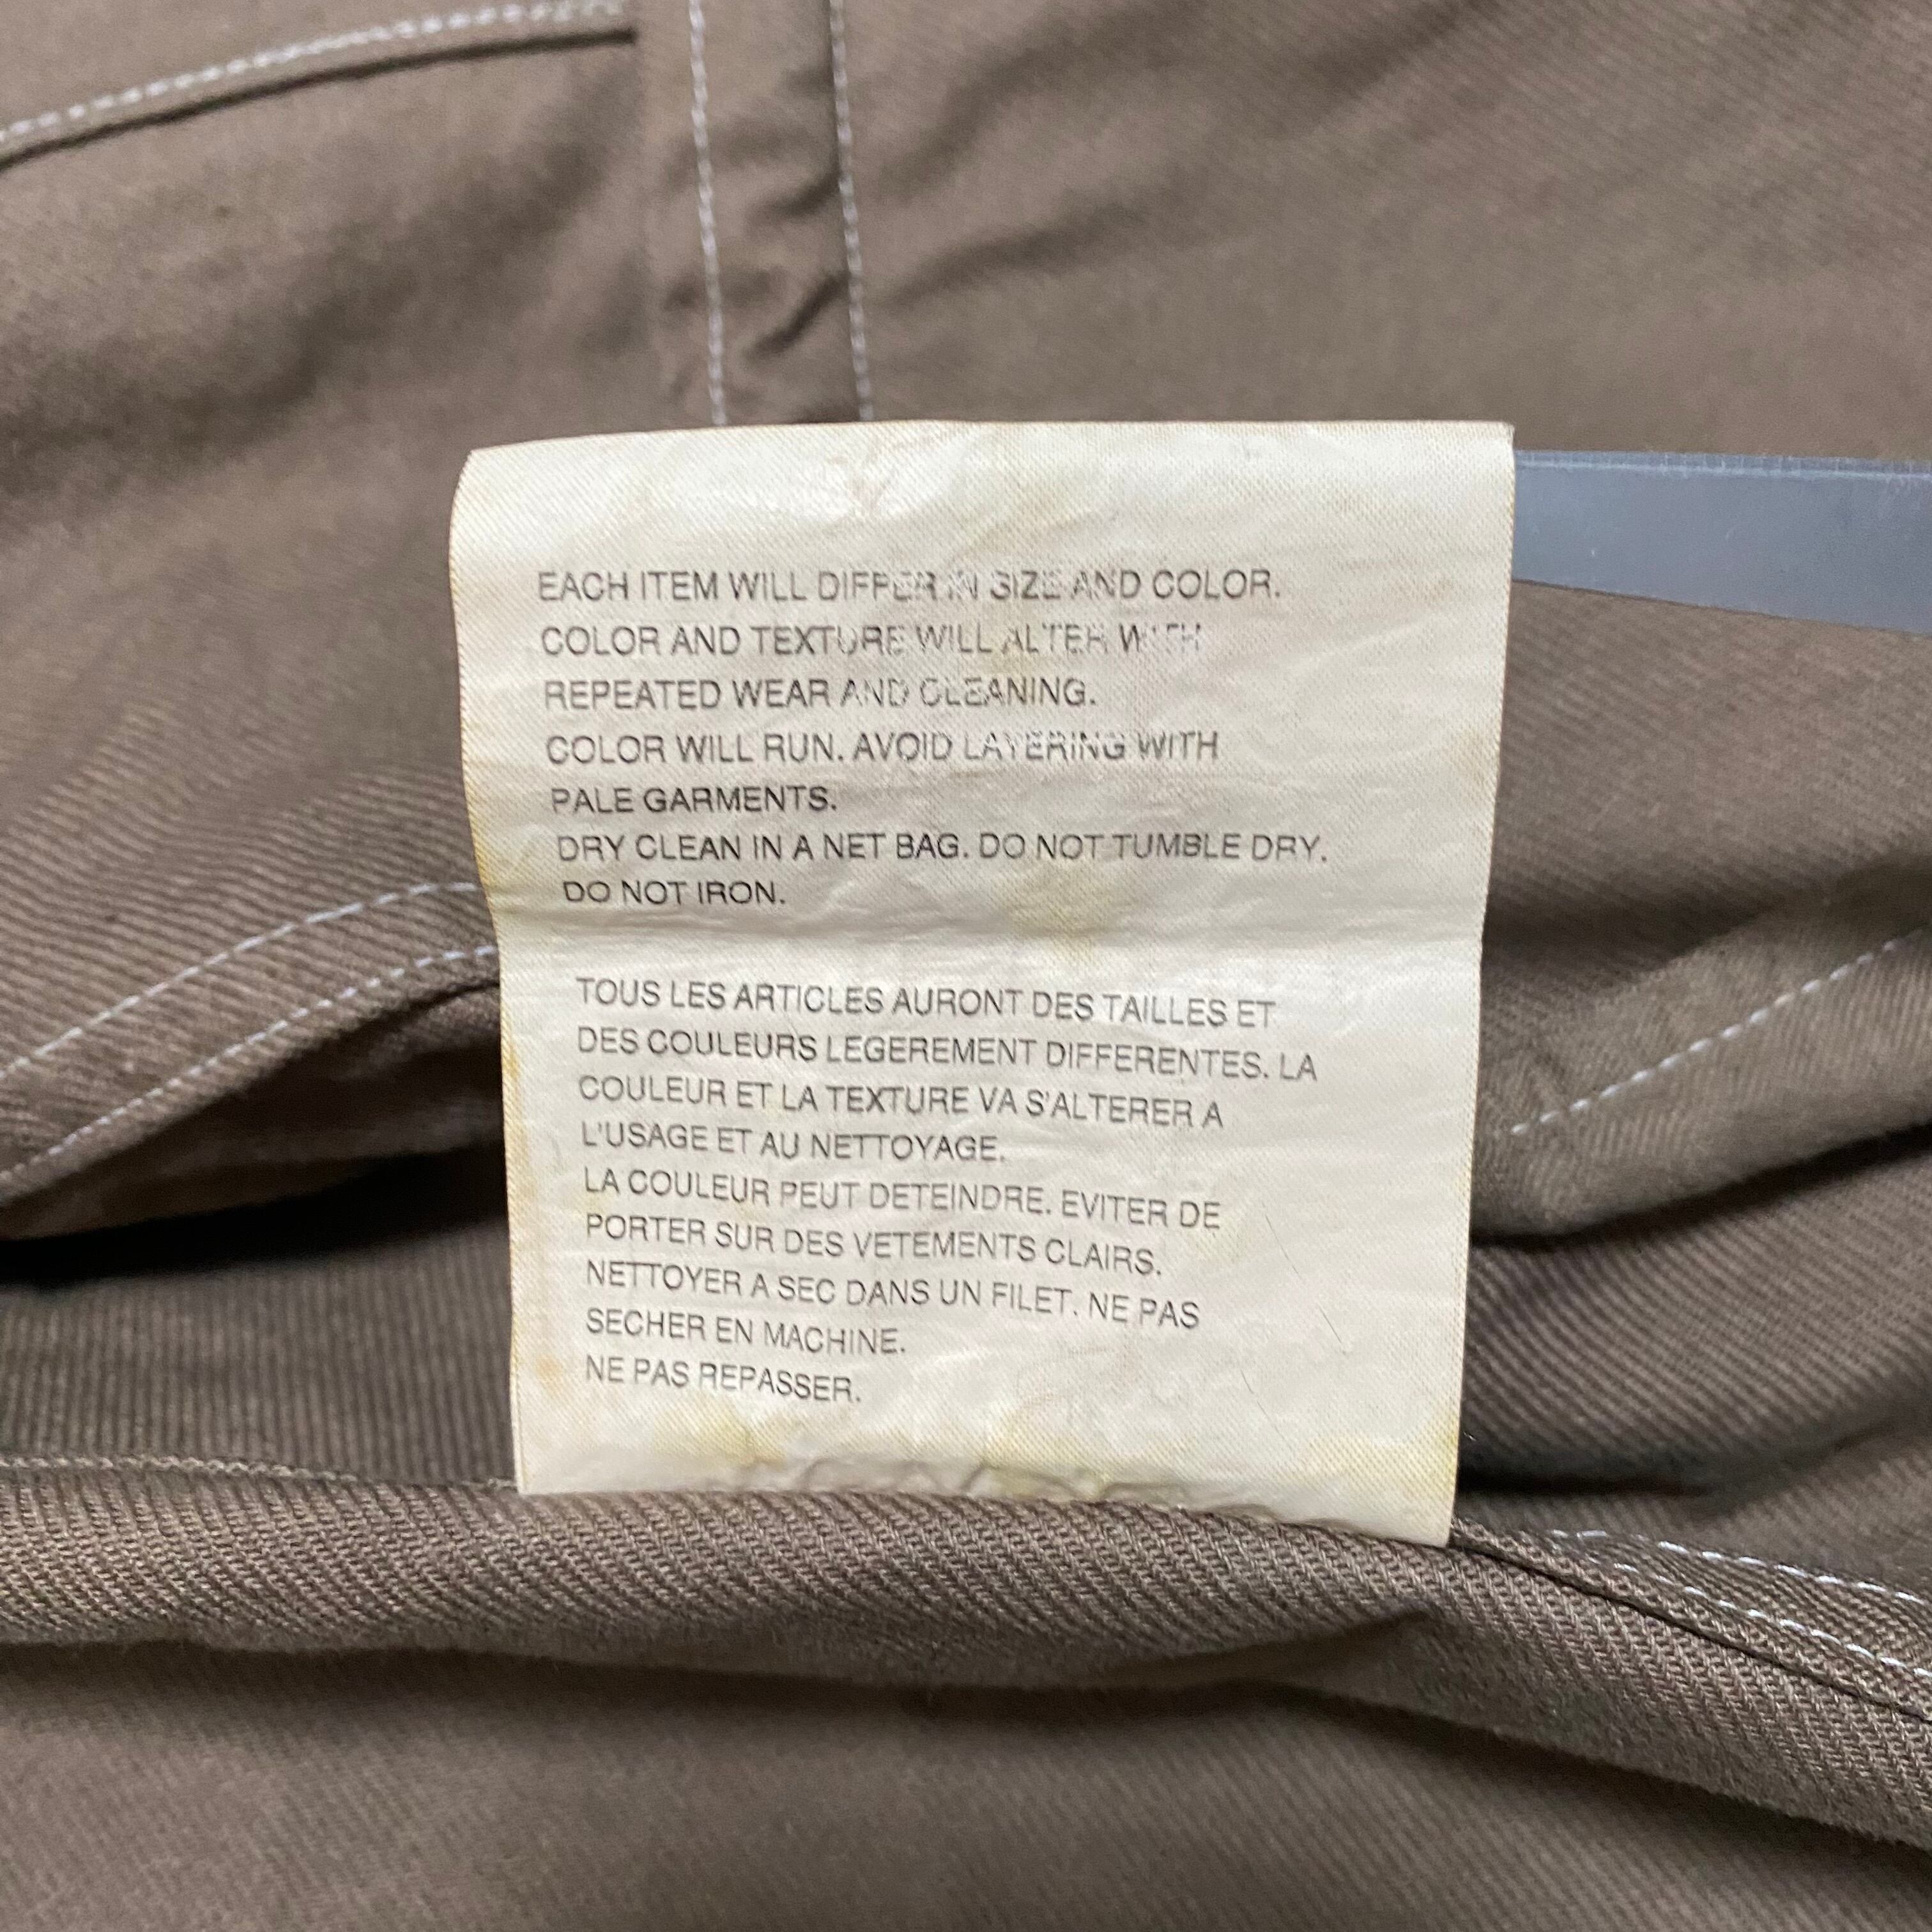 EACH ITEM WILL DIFFER IN SIZE AND COLOR.
COLOR AND TEXTURE WILL ALTER WITH
REPEATED WEAR AND CLEANING.
COLOR WILL RUN. AVOID LAYERING WITH
PALE GARMENTS.
DRY CLEAN IN A NET BAG. DO NOT TUMBLE DRY.
DO NOT IRON.
TOUS LES ARTICLES AURONT DES TAILLES ET
DES COULEURS LEGEREMENT DIFFERENTES. LA
COULEUR ET LA TEXTURE VA S'ALTERER A
L'USAGE ET AU NETTOYAGE.
LA COULEUR PEUT DETEINDRE. EVITER DE
PORTER SUR DES VETEMENTS CLAIRS.
NETTOYER A SEC DANS UN FILET. NE PAS
SECHER EN MACHINE.
NE PAS REPASSER.